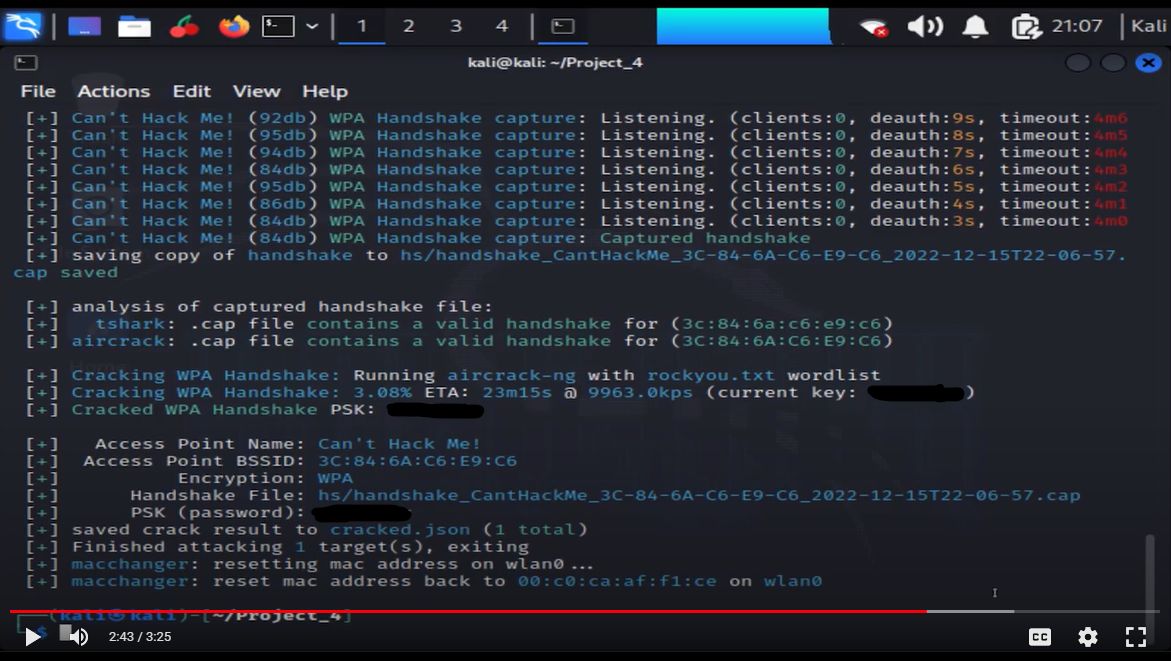 1 2 3 4 21:07 Kali
kali@kali: ~/Project_4
File Actions Edit View Help
[+] Can't Hack Me! (92db) WPA Handshake capture: Listening. (clients:0, deauth:9s, timeout:4m6
[+] Can't Hack Me! (95db) WPA Handshake capture: Listening. (clients:0, deauth:8s, timeout:4m5
[+] Can't Hack Me! (94db) WPA Handshake capture: Listening. (clients:0, deauth:7s, timeout:4m4
[+] Can't Hack Me! (84db) WPA Handshake capture: Listening. (clients:0, deauth:6s, timeout:4m3
[+] Can't Hack Me! (95db) WPA Handshake capture: Listening. (clients:0, deauth:5s, timeout:4m2
[+] Can't Hack Me! (86db) WPA Handshake capture: Listening. (clients:0, deauth:4s, timeout:4m1
[+] Can't Hack Me! (84db) WPA Handshake capture: Listening. (clients:0, deauth:3s, timeout:4m0
[+] Can't Hack Me! (84db) WPA Handshake capture: Captured handshake
[+] saving copy of handshake to hs/handshake_CantHackMe_3C-84-6A-C6-E9-C6_2022-12-15T22-06-57.
cap saved
[+] analysis of captured handshake file:
[+] tshark: .cap file contains a valid handshake for (3c:84:6a:c6:e9:c6)
[+] aircrack: .cap file contains a valid handshake for (3C:84:6A:C6:E9:C6)
[+] Cracking WPA Handshake: Running aircrack-ng with rockyou.txt wordlist
[+] Cracking WPA Handshake: 3.08% ETA: 23m15s @ 9963.0kps (current key: )
[+] Cracked WPA Handshake PSK:
[+] Access Point Name: Can't Hack Me!
[+] Access Point BSSID: 3C:84:6A:C6:E9:C6
[+] Encryption: WPA
[+] Handshake File: hs/handshake_CantHackMe_3C-84-6A-C6-E9-C6_2022-12-15T22-06-57.cap
[+] PSK (password):
[+] saved crack result to cracked.json (1 total)
[+] Finished attacking 1 target(s), exiting
[+] macchanger: resetting mac address on wlan0...
[+] macchanger: reset mac address back to 00:c0:ca:af:f1:ce on wlan0
(kali㉿kali)-[~/Project_4]
$
2:43 / 3:25 CC